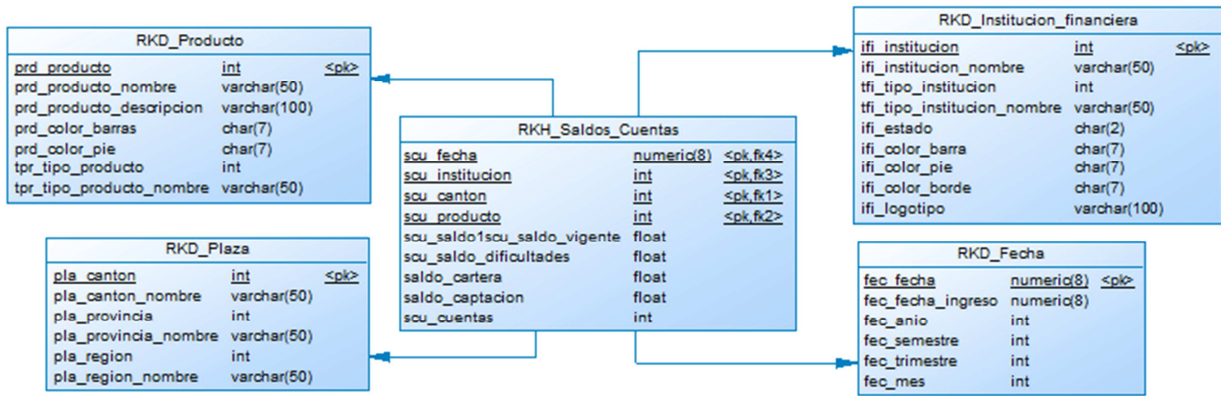 RKD_Producto
prd_producto int <pk>
prd_producto_nombre varchar(50)
prd_producto_descripcion varchar(100)
prd_color_barras char(7)
prd_color_pie char(7)
tpr_tipo_producto int
tpr_tipo_producto_nombre varchar(50)
RKD_Institucion_financiera
ifi_institucion int <pk>
ifi_institucion_nombre varchar(50)
tfi_tipo_institucion int
tfi_tipo_institucion_nombre varchar(50)
ifi_estado char(2)
ifi_color_barra char(7)
ifi_color_pie char(7)
ifi_color_borde char(7)
ifi_logotipo varchar(100)
RKH_Saldos_Cuentas
scu_fecha numeric(8) <pk,fk4>
scu_institucion int <pk,fk3>
scu_canton int <pk,fk1>
scu_producto int <pk,fk2>
scu_saldo1scu_saldo_vigente float
scu_saldo_dificultades float
saldo_cartera float
saldo_captacion float
scu_cuentas int
RKD_Plaza
pla_canton int <pk>
pla_canton_nombre varchar(50)
pla_provincia int
pla_provincia_nombre varchar(50)
pla_region int
pla_region_nombre varchar(50)
RKD_Fecha
fec_fecha numeric(8) <pk>
fec_fecha_ingreso numeric(8)
fec_anio int
fec_semestre int
fec_trimestre int
fec_mes int